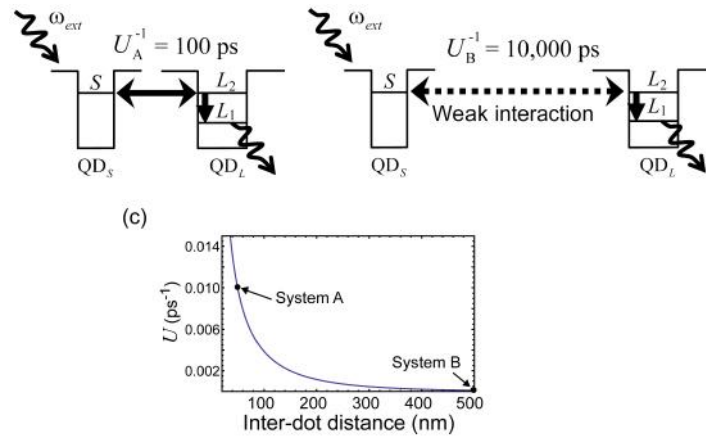 ω_ext
U_A^-1 = 100 ps
S
L_2
L_1
QD_S
QD_L
ω_ext
U_B^-1 = 10,000 ps
S
L_2
Weak interaction
L_1
QD_S
QD_L
(c)
U (ps^-1)
0.014
0.010
0.006
0.002
System A
System B
100 200 300 400 500
Inter-dot distance (nm)